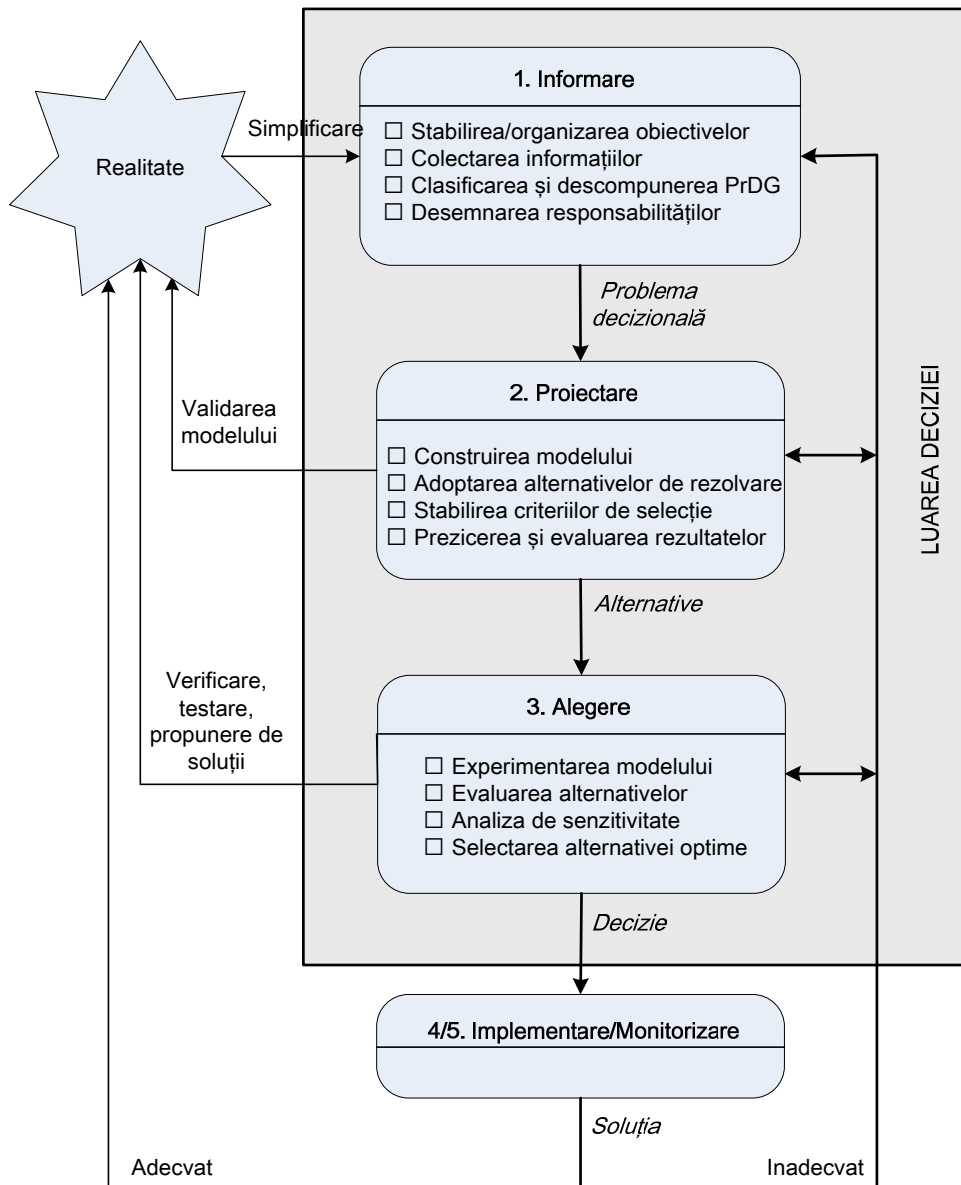 1. Informare
Simplificare
Realitate
☐ Stabilirea/organizarea obiectivelor
☐ Colectarea informațiilor
☐ Clasificarea și descompunerea PrDG
☐ Desemnarea responsabilităților
Problema
decizională
LUAREA DECIZIEI
2. Proiectare
Validarea
modelului
☐ Construirea modelului
☐ Adoptarea alternativelor de rezolvare
☐ Stabilirea criteriilor de selecție
☐ Prezicerea și evaluarea rezultatelor
Alternative
Verificare,
testare,
propunere de
soluții
3. Alegere
☐ Experimentarea modelului
☐ Evaluarea alternativelor
☐ Analiza de senzitivitate
☐ Selectarea alternativei optime
Decizie
4/5. Implementare/Monitorizare
Soluția
Adecvat
Inadecvat